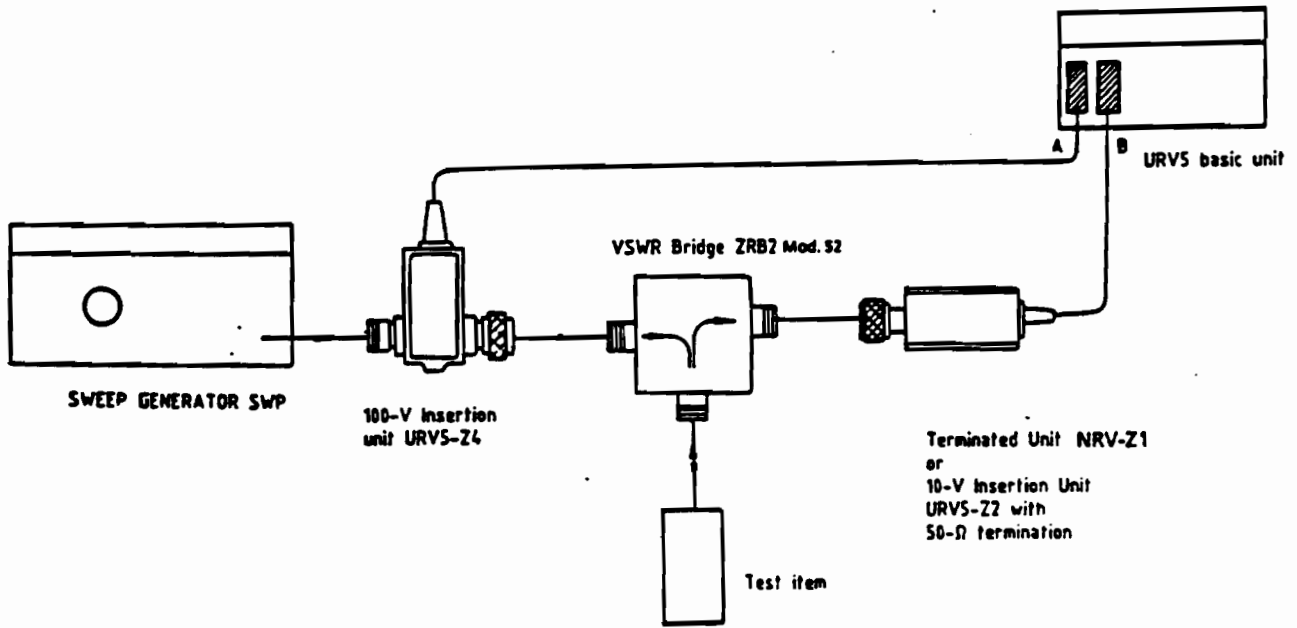 A B
URV5 basic unit
VSWR Bridge ZRB2 Mod. 52
SWEEP GENERATOR SWP
100-V Insertion
unit URV5-Z4
Terminated Unit NRV-Z1
or
10-V Insertion Unit
URV5-Z2 with
50-Ω termination
Test item